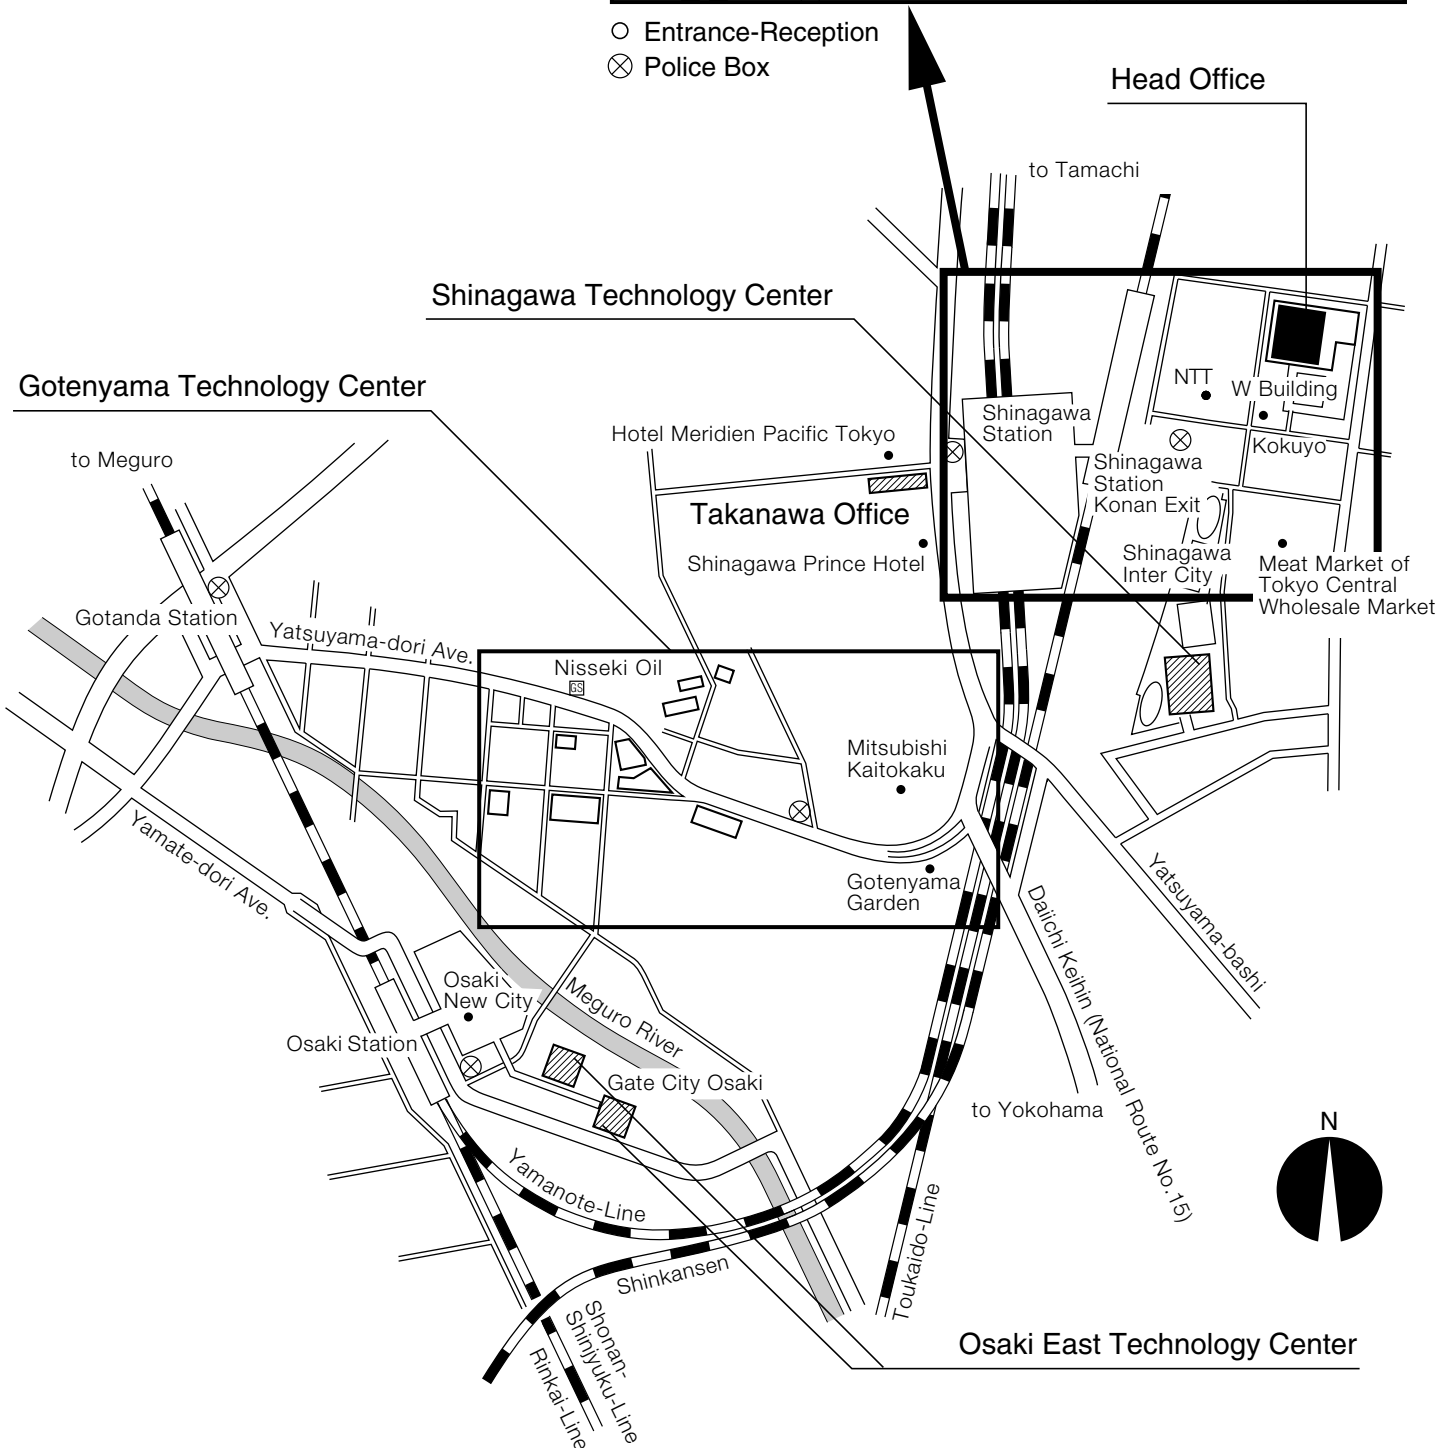 Entrance-Reception
Police Box
Head Office
to Tamachi
Shinagawa Technology Center
Gotenyama Technology Center
NTT
W Building
Shinagawa
Station
Hotel Meridien Pacific Tokyo
Kokuyo
to Meguro
Shinagawa
Station
Konan Exit
Takanawa Office
Shinagawa Prince Hotel
Shinagawa
Inter City
Meat Market of
Tokyo Central
Wholesale Market
Gotanda Station
Yatsuyama-dori Ave.
Nisseki Oil
GS
Mitsubishi
Kaitokaku
Yamate-dori Ave.
Gotenyama
Garden
Yatsuyama-bashi
Daiichi Keihin (National Route No.15)
Osaki
New City
Meguro River
Osaki Station
Gate City Osaki
to Yokohama
N
Yamanote-Line
Toukaido-Line
Shinkansen
Shonan-
Shinjyuku-Line
Rinkai-Line
Osaki East Technology Center